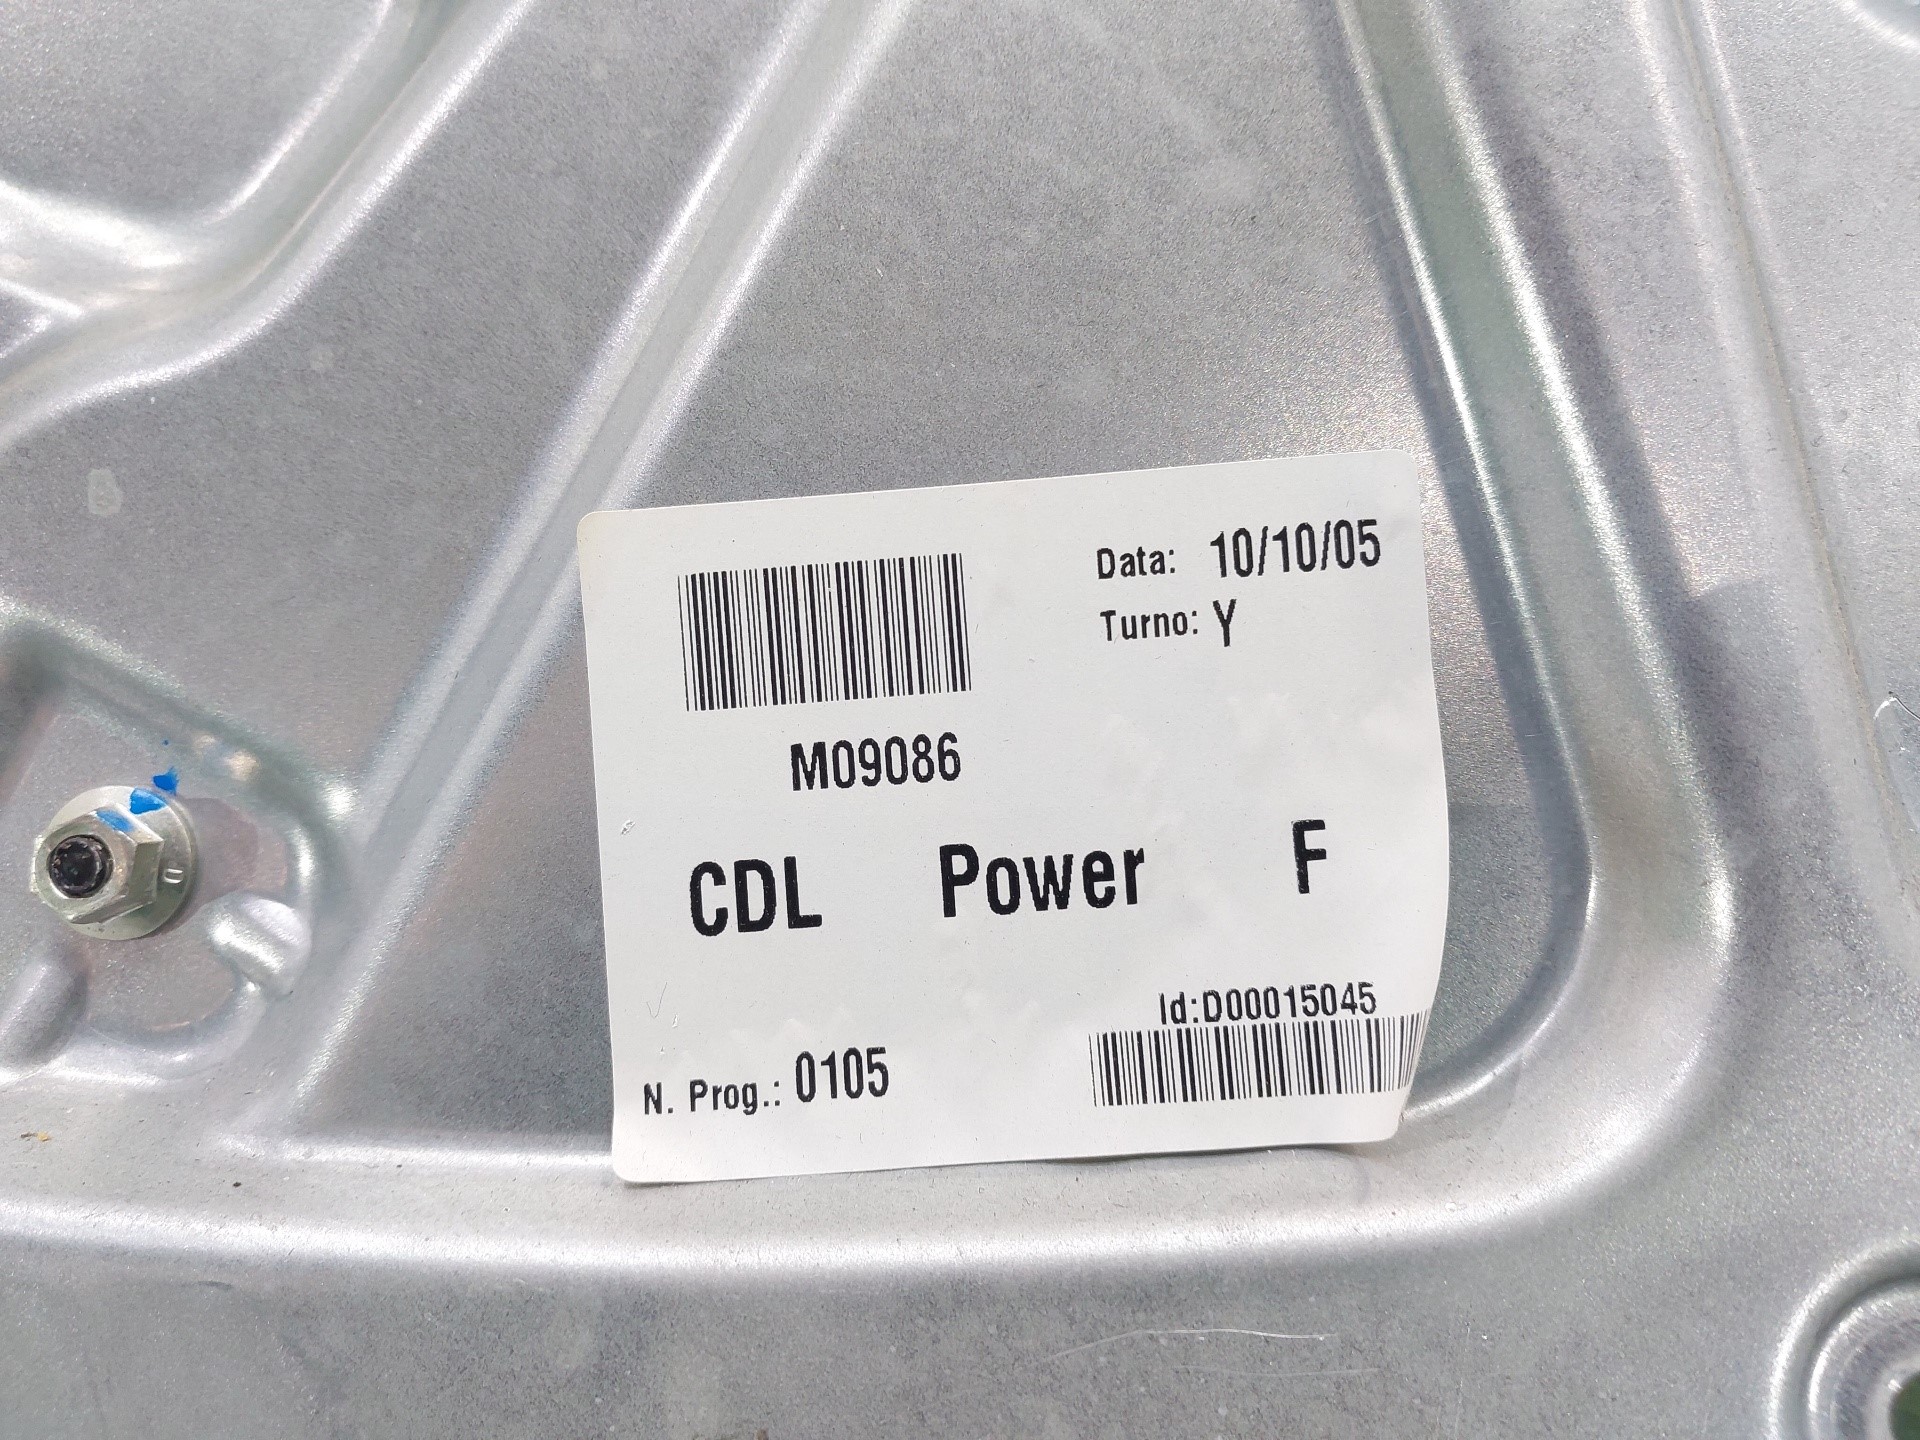 Data: 10/10/05
Turno: Y
M09086
CDL Power F
Id:D00015045
N. Prog.: 0105